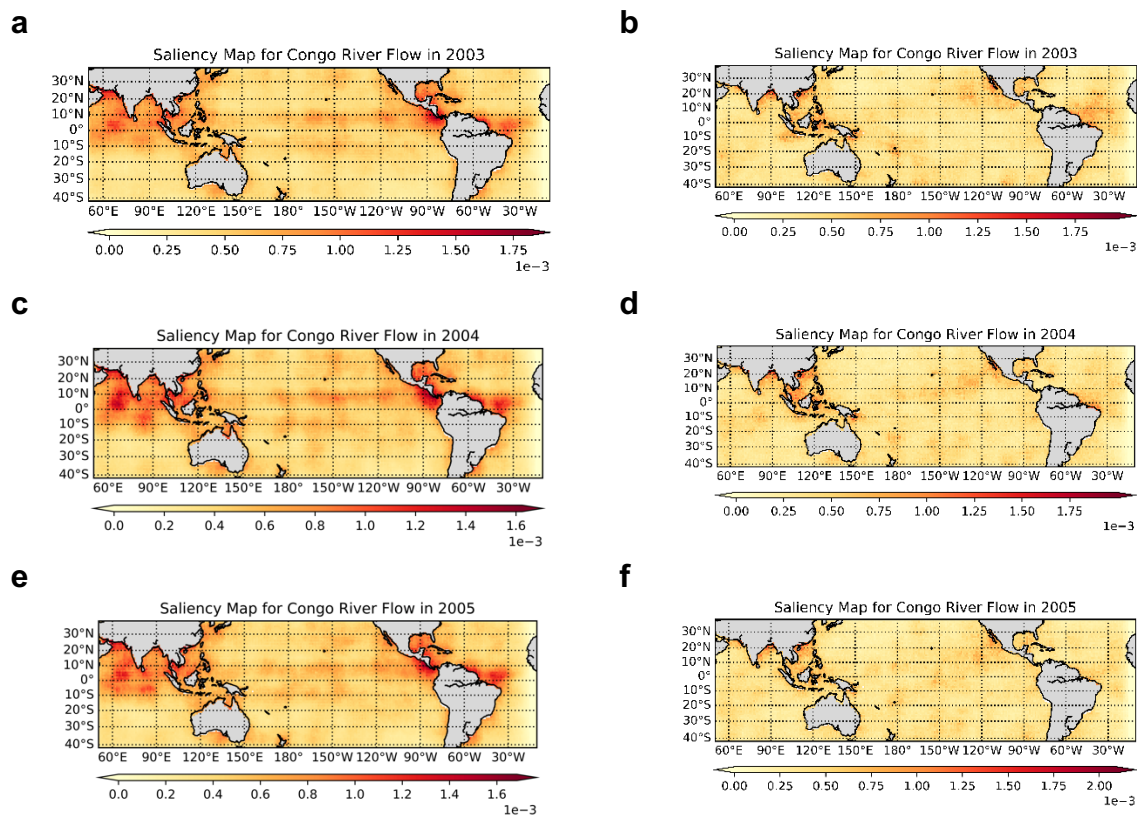 a
Saliency Map for Congo River Flow in 2003
30°N
20°N
10°N
0°
10°S
20°S
30°S
40°S
60°E 90°E 120°E 150°E 180° 150°W 120°W 90°W 60°W 30°W
0.00 0.25 0.50 0.75 1.00 1.25 1.50 1.75
1e−3
b
Saliency Map for Congo River Flow in 2003
30°N
20°N
10°N
0°
10°S
20°S
30°S
40°S
60°E 90°E 120°E 150°E 180° 150°W 120°W 90°W 60°W 30°W
0.00 0.25 0.50 0.75 1.00 1.25 1.50 1.75
1e−3
c
Saliency Map for Congo River Flow in 2004
30°N
20°N
10°N
0°
10°S
20°S
30°S
40°S
60°E 90°E 120°E 150°E 180° 150°W 120°W 90°W 60°W 30°W
0.0 0.2 0.4 0.6 0.8 1.0 1.2 1.4 1.6
1e−3
d
Saliency Map for Congo River Flow in 2004
30°N
20°N
10°N
0°
10°S
20°S
30°S
40°S
60°E 90°E 120°E 150°E 180° 150°W 120°W 90°W 60°W 30°W
0.00 0.25 0.50 0.75 1.00 1.25 1.50 1.75
1e−3
e
Saliency Map for Congo River Flow in 2005
30°N
20°N
10°N
0°
10°S
20°S
30°S
40°S
60°E 90°E 120°E 150°E 180° 150°W 120°W 90°W 60°W 30°W
0.0 0.2 0.4 0.6 0.8 1.0 1.2 1.4 1.6
1e−3
f
Saliency Map for Congo River Flow in 2005
30°N
20°N
10°N
0°
10°S
20°S
30°S
40°S
60°E 90°E 120°E 150°E 180° 150°W 120°W 90°W 60°W 30°W
0.00 0.25 0.50 0.75 1.00 1.25 1.50 1.75 2.00
1e−3